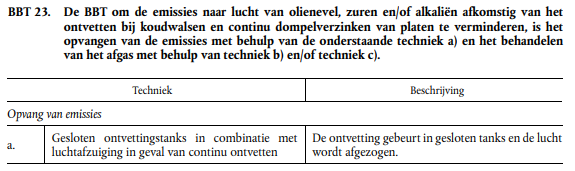 BBT 23. De BBT om de emissies naar lucht van olienevel, zuren en/of alkaliën afkomstig van het
ontvetten bij koudwalsen en continu dompelverzinken van platen te verminderen, is het
opvangen van de emissies met behulp van de onderstaande techniek a) en het behandelen
van het afgas met behulp van techniek b) en/of techniek c).
Techniek Beschrijving
Opvang van emissies
a. Gesloten ontvettingstanks in combinatie met De ontvetting gebeurt in gesloten tanks en de lucht
luchtafzuiging in geval van continu ontvetten wordt afgezogen.